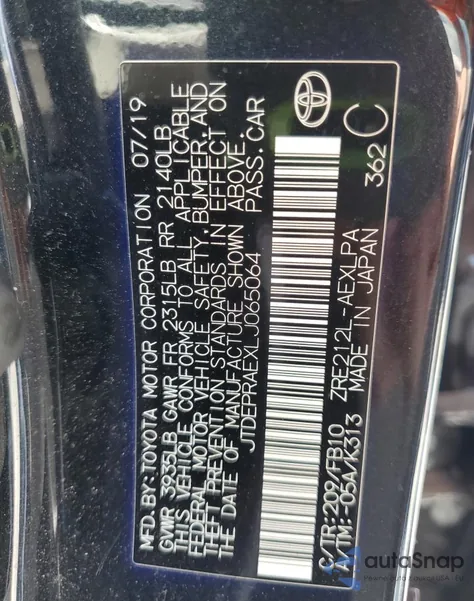 MFD.BY:TOYOTA MOTOR CORPORATION 07/19
GVWR 3935LB GAWR FR 2315LB RR 2140LB
THIS VEHICLE CONFORMS TO ALL APPLICABLE
FEDERAL MOTOR VEHICLE SAFETY, BUMPER, AND
THEFT PREVENTION STANDARDS IN EFFECT ON
THE DATE OF MANUFACTURE SHOWN ABOVE.
JTDEPRAEXLJ065064 PASS.CAR
C/TR:209/FB10 ZRE212L-AEXLPA 362 C
A/TM:-05A/K313 MADE IN JAPAN
autoSnap